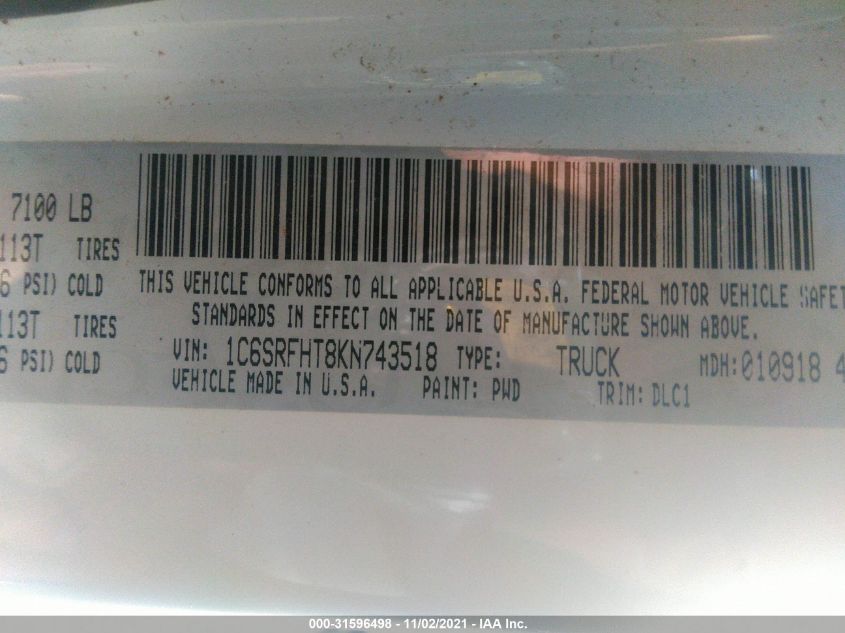 7100 LB
113T TIRES
6 PSI) COLD
113T TIRES
6 PSI) COLD
THIS VEHICLE CONFORMS TO ALL APPLICABLE U.S.A. FEDERAL MOTOR VEHICLE SAFET
STANDARDS IN EFFECT ON THE DATE OF MANUFACTURE SHOWN ABOVE.
VIN: 1C6SRFHT8KN743518 TYPE: TRUCK MDH:010918 4
VEHICLE MADE IN U.S.A. PAINT: PWD TRIM: DLC1
000-31596498 - 11/02/2021 - IAA Inc.